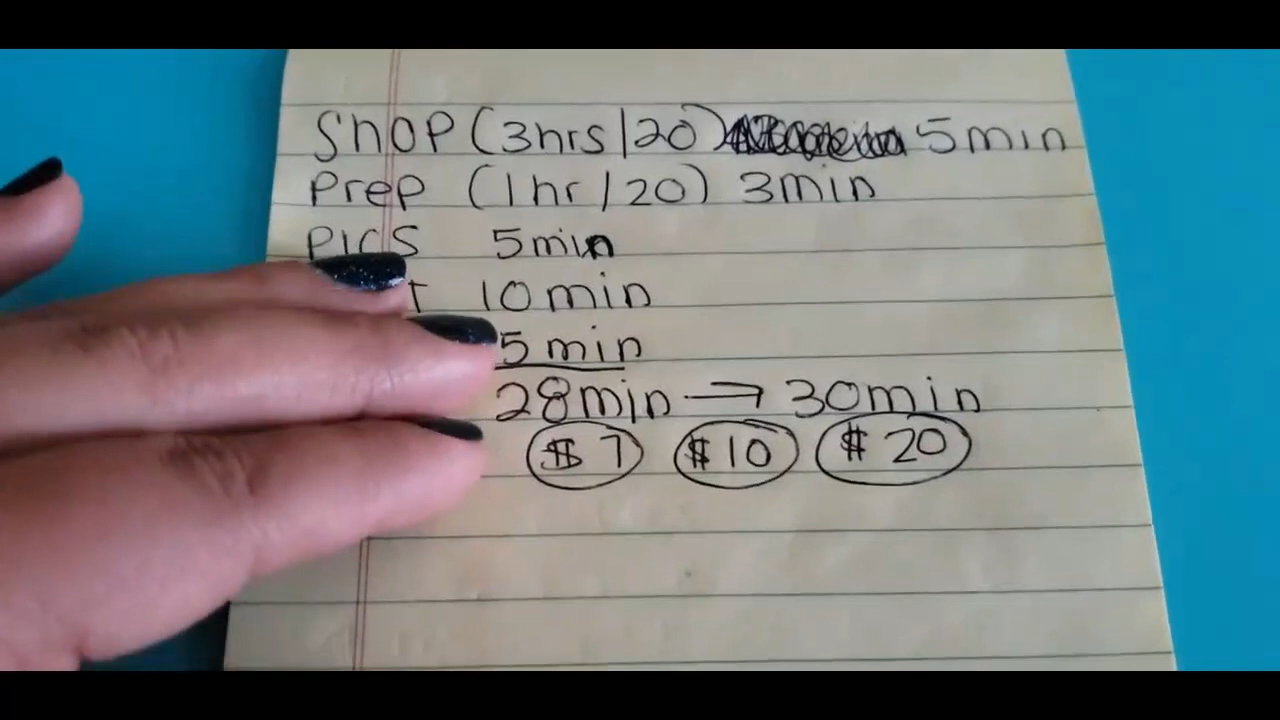 Shop (3hrs/20) 5min
Prep (1hr/20) 3min
Pics 5min
10min
5min
28min → 30min
$7 $10 $20